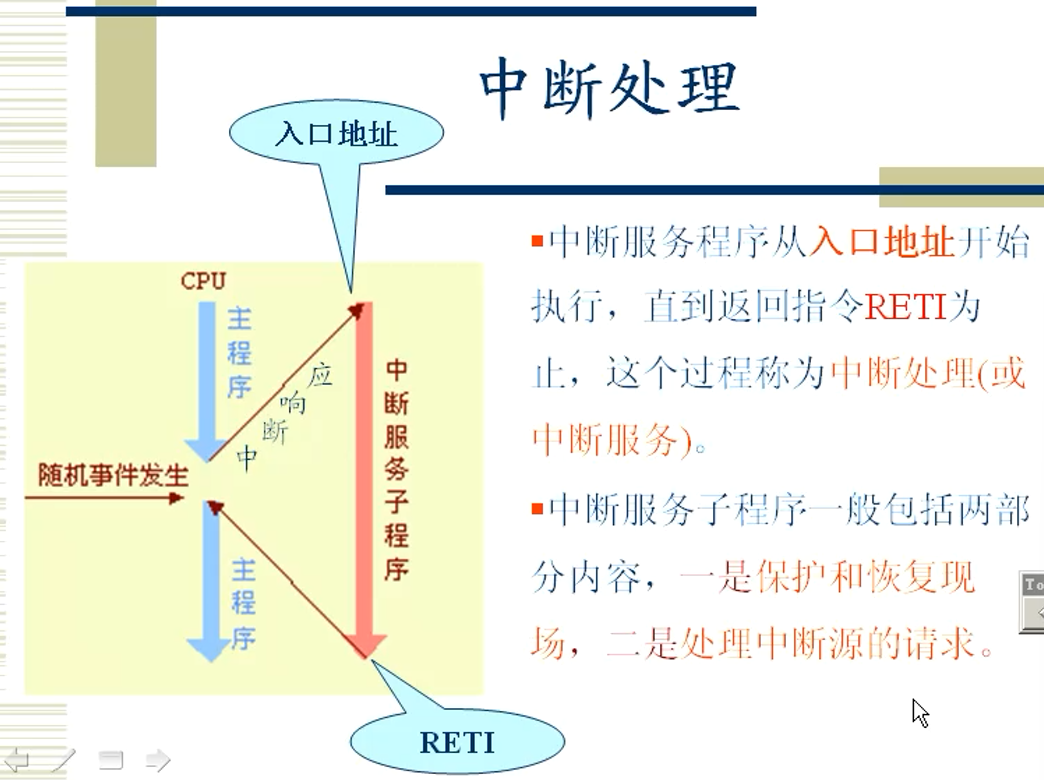 中断处理
入口地址
CPU
主程序
中断响应
中断服务子程序
随机事件发生
主程序
RETI
中断服务程序从入口地址开始
执行，直到返回指令RETI为
止，这个过程称为中断处理(或
中断服务)。
中断服务子程序一般包括两部
分内容，一是保护和恢复现
场，二是处理中断源的请求。
To